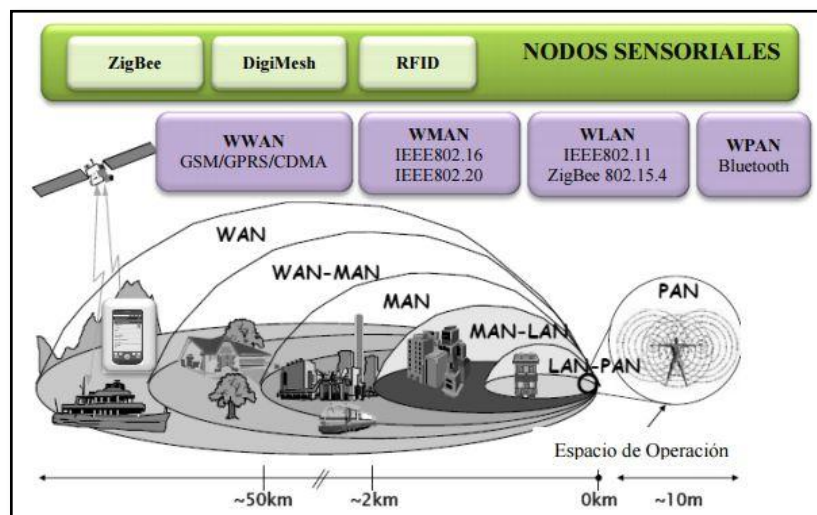 ZigBee
DigiMesh
RFID
NODOS SENSORIALES
WWAN
GSM/GPRS/CDMA
WMAN
IEEE802.16
IEEE802.20
WLAN
IEEE802.11
ZigBee 802.15.4
WPAN
Bluetooth
WAN
WAN-MAN
MAN
MAN-LAN
LAN-PAN
PAN
Espacio de Operación
~50km
~2km
0km
~10m